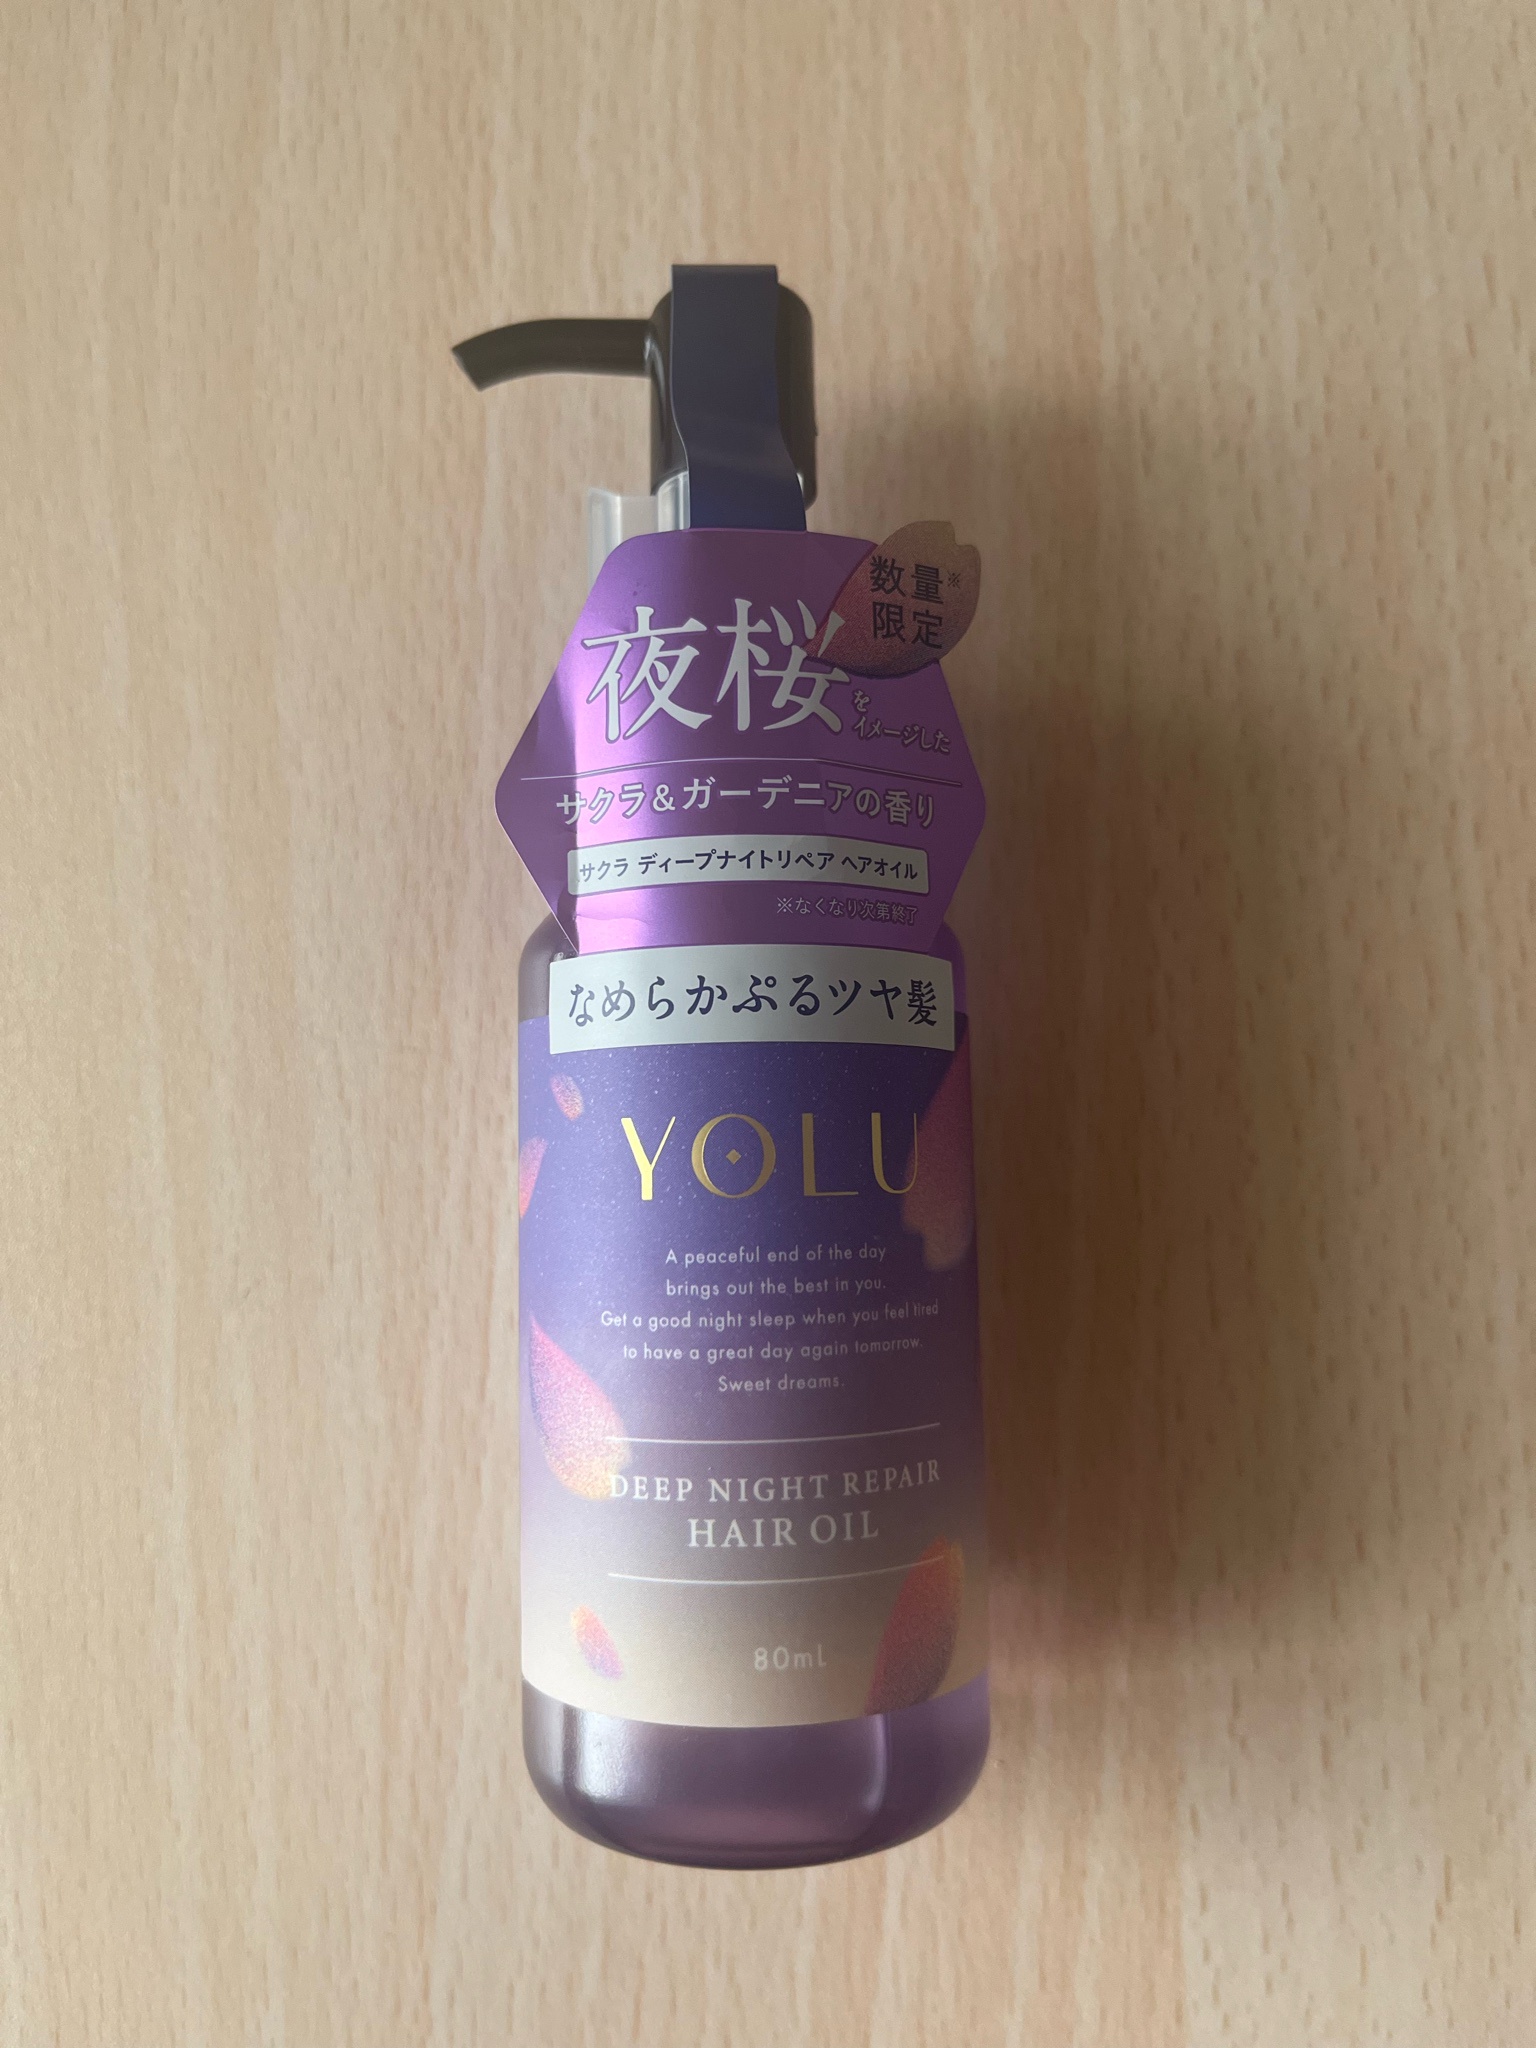 数量※
限定
夜桜を
イメージした
サクラ&ガーデニアの香り
サクラ ディープナイトリペア ヘアオイル
※なくなり次第終了
なめらかぷるツヤ髪
YOLU
A peaceful end of the day
brings out the best in you.
Get a good night sleep when you feel tired
to have a great day again tomorrow.
Sweet dreams.
DEEP NIGHT REPAIR
HAIR OIL
80mL